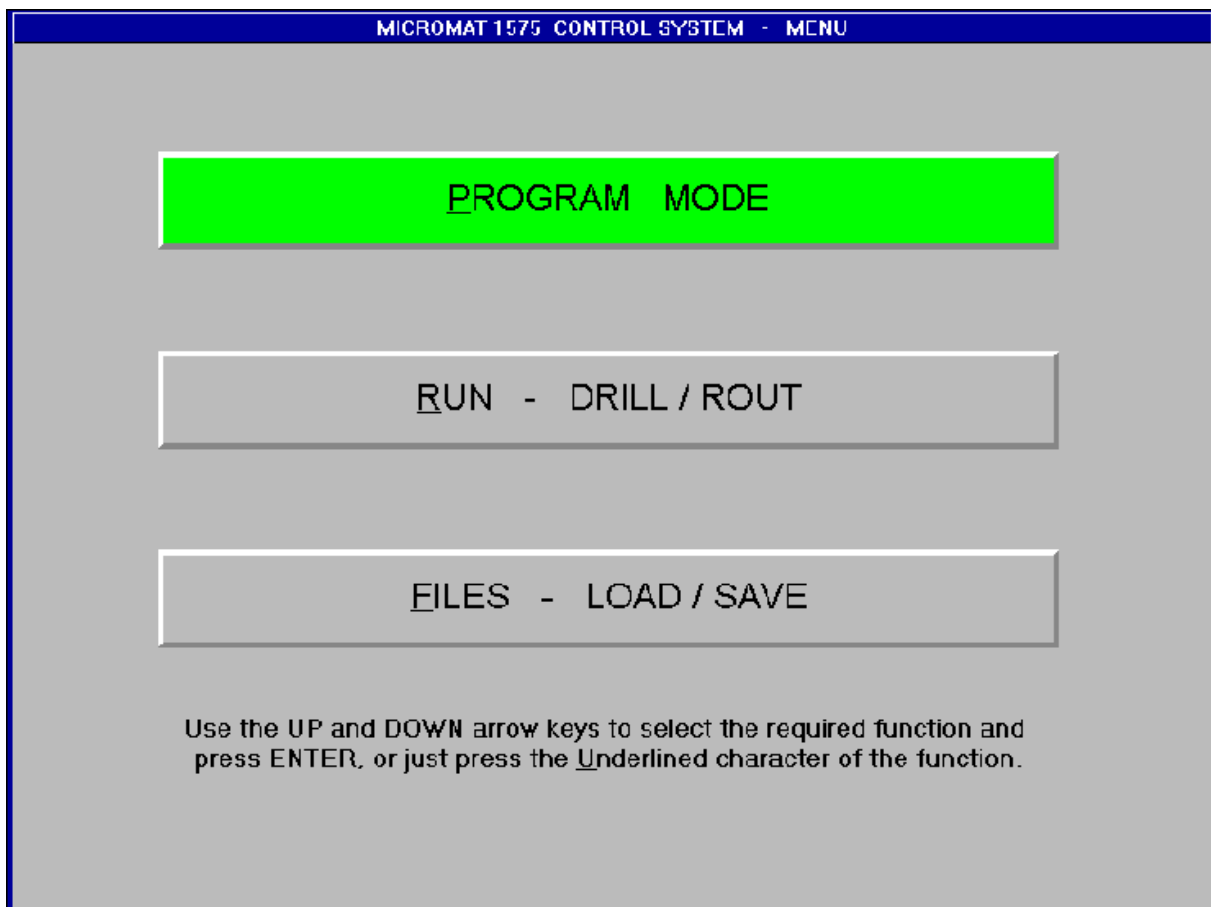 MICROMAT 1575 CONTROL SYSTEM - MENU
PROGRAM MODE
RUN - DRILL / ROUT
FILES - LOAD / SAVE
Use the UP and DOWN arrow keys to select the required function and
press ENTER, or just press the Underlined character of the function.